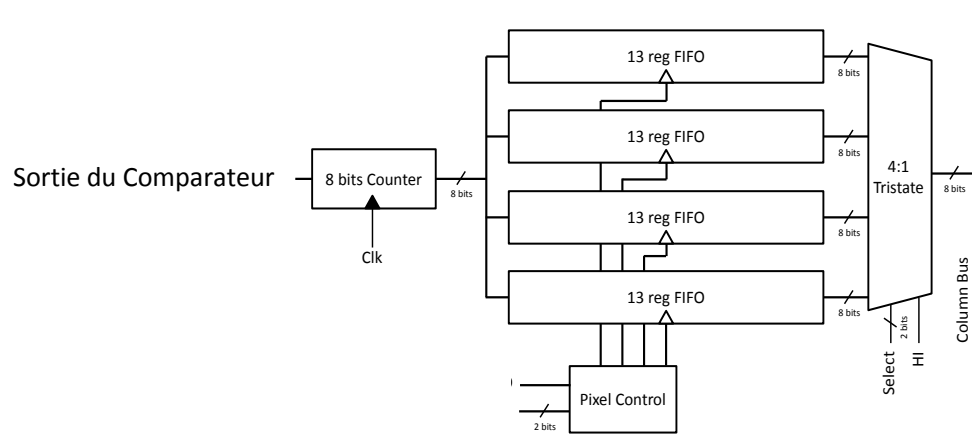 13 reg FIFO
8 bits
13 reg FIFO
8 bits
Sortie du Comparateur
8 bits Counter
8 bits
Clk
13 reg FIFO
8 bits
13 reg FIFO
8 bits
4:1
Tristate
8 bits
Column Bus
2 bits
Select
HI
Pixel Control
2 bits